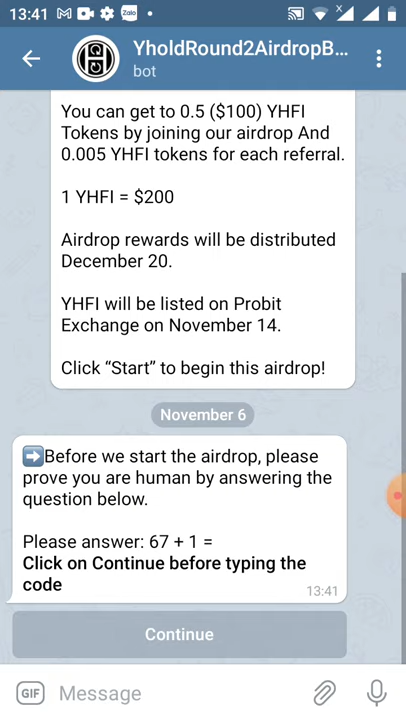 13:41 Zalo
YholdRound2AirdropB...
bot
You can get to 0.5 ($100) YHFI
Tokens by joining our airdrop And
0.005 YHFI tokens for each referral.
1 YHFI = $200
Airdrop rewards will be distributed
December 20.
YHFI will be listed on Probit
Exchange on November 14.
Click “Start” to begin this airdrop!
November 6
➡️Before we start the airdrop, please
prove you are human by answering the
question below.
Please answer: 67 + 1 =
Click on Continue before typing the
code
13:41
Continue
GIF Message